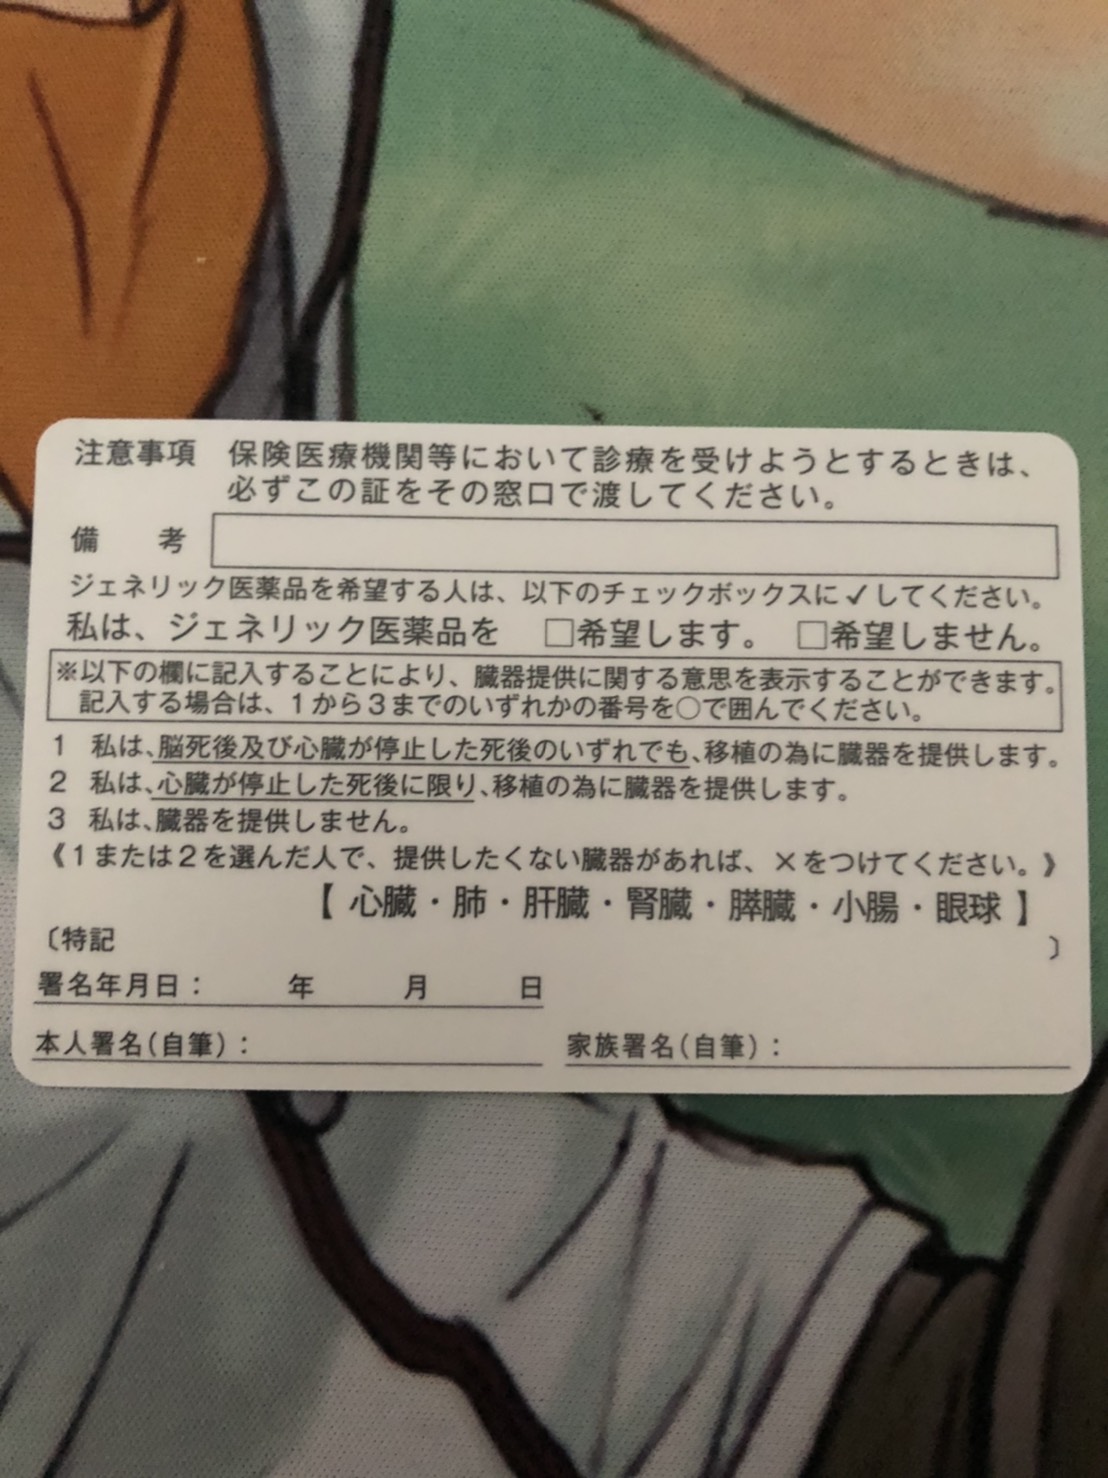 注意事項 保険医療機関等において診療を受けようとするときは、
必ずこの証をその窓口で渡してください。
備 考
ジェネリック医薬品を希望する人は、以下のチェックボックスに✓してください。
私は、ジェネリック医薬品を □希望します。 □希望しません。
※以下の欄に記入することにより、臓器提供に関する意思を表示することができます。
記入する場合は、1から3までのいずれかの番号を○で囲んでください。
1 私は、脳死後及び心臓が停止した死後のいずれでも、移植の為に臓器を提供します。
2 私は、心臓が停止した死後に限り、移植の為に臓器を提供します。
3 私は、臓器を提供しません。
《1または2を選んだ人で、提供したくない臓器があれば、×をつけてください。》
【 心臓・肺・肝臓・腎臓・膵臓・小腸・眼球 】
〔特記 〕
署名年月日： 年 月 日
本人署名(自筆)： 家族署名(自筆)：